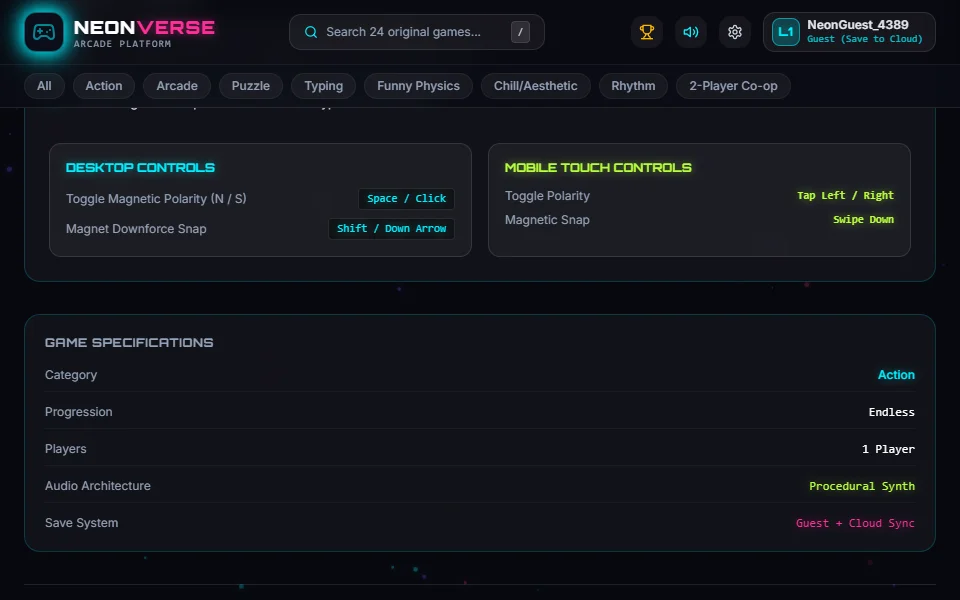 NEONVERSE
ARCADE PLATFORM
Search 24 original games...
/
L1
NeonGuest_4389
Guest (Save to Cloud)
All
Action
Arcade
Puzzle
Typing
Funny Physics
Chill/Aesthetic
Rhythm
2-Player Co-op
DESKTOP CONTROLS
Toggle Magnetic Polarity (N / S)
Space / Click
Magnet Downforce Snap
Shift / Down Arrow
MOBILE TOUCH CONTROLS
Toggle Polarity
Tap Left / Right
Magnetic Snap
Swipe Down
GAME SPECIFICATIONS
Category
Action
Progression
Endless
Players
1 Player
Audio Architecture
Procedural Synth
Save System
Guest + Cloud Sync